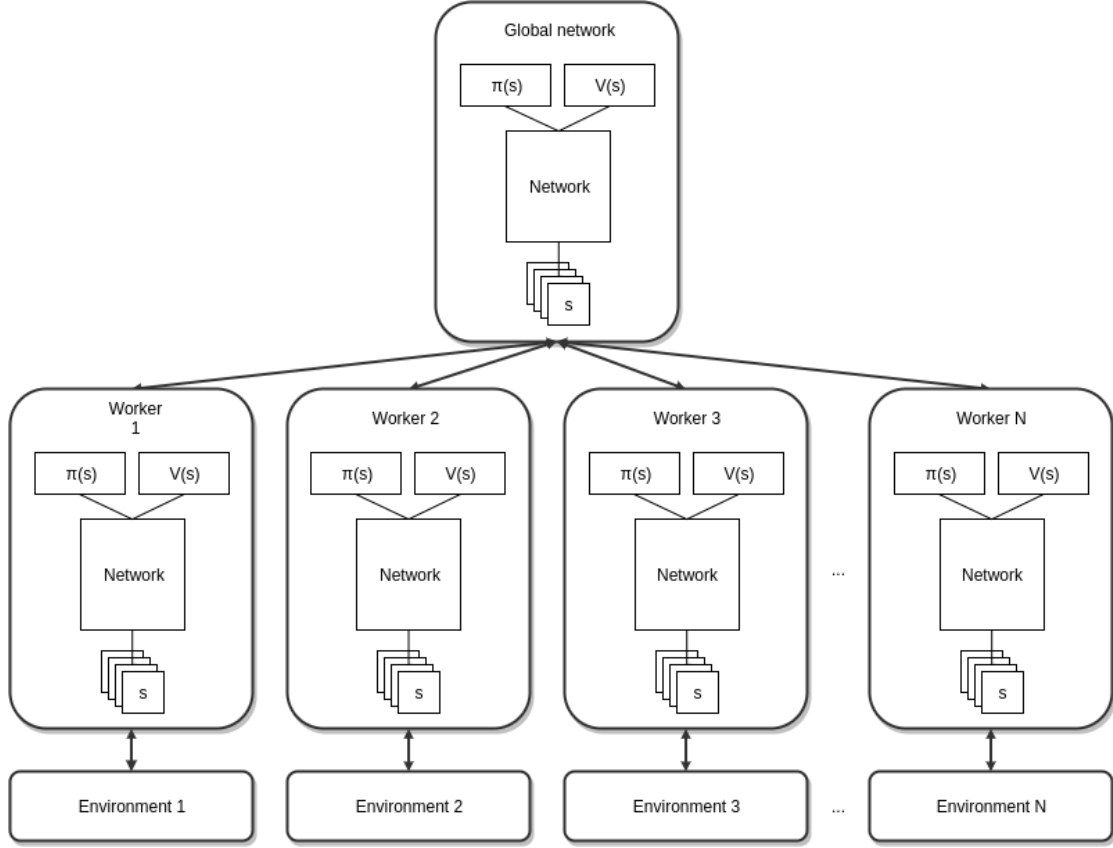 Global network
π(s)
V(s)
Network
s
Worker
1
π(s)
V(s)
Network
s
Worker 2
π(s)
V(s)
Network
s
Worker 3
π(s)
V(s)
Network
s
...
Worker N
π(s)
V(s)
Network
s
Environment 1
Environment 2
Environment 3
...
Environment N